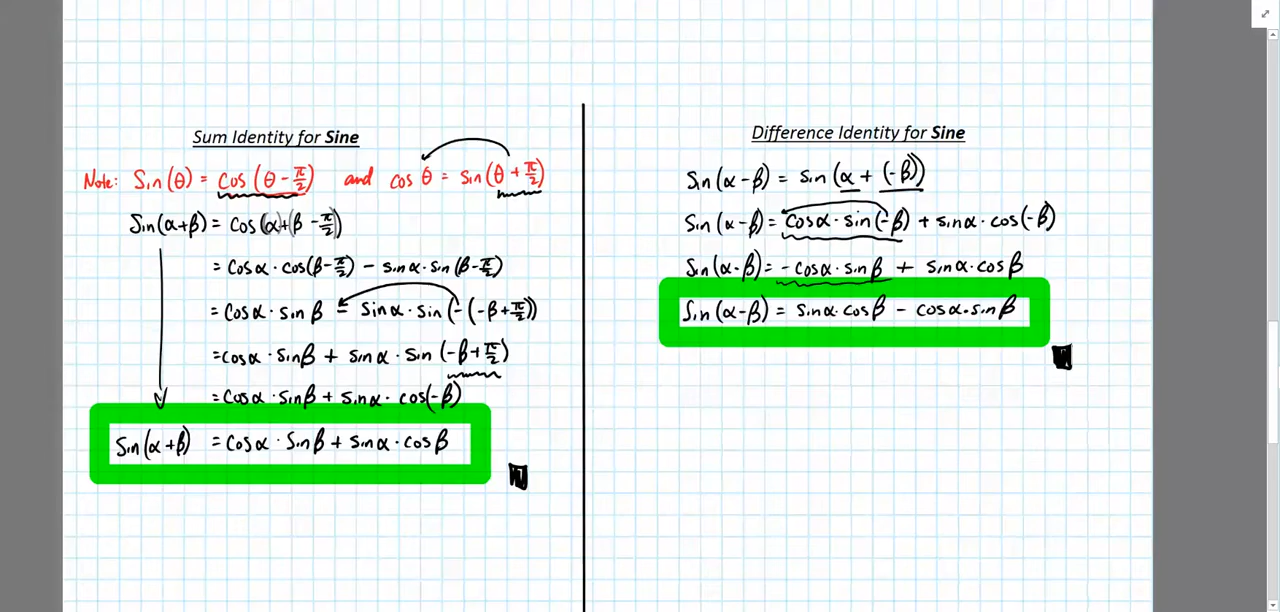 Sum Identity for Sine
Note: Sin(θ) = cos(θ - π/2) and cos θ = sin(θ + π/2)
Sin(α+β) = cos(α+(β - π/2))
= cosα · cos(β - π/2) - sinα · sin(β - π/2)
= cosα · sinβ - sinα · sin(-(-β + π/2))
= cosα · sinβ + sinα · sin(-β + π/2)
= cosα · sinβ + sinα · cos(-β)
Sin(α+β) = cosα · sinβ + sinα · cosβ
Difference Identity for Sine
Sin(α-β) = sin(α + (-β))
Sin(α-β) = cosα · sin(-β) + sinα · cos(-β)
Sin(α-β) = -cosα · sinβ + sinα · cosβ
Sin(α-β) = sinα · cosβ - cosα · sinβ